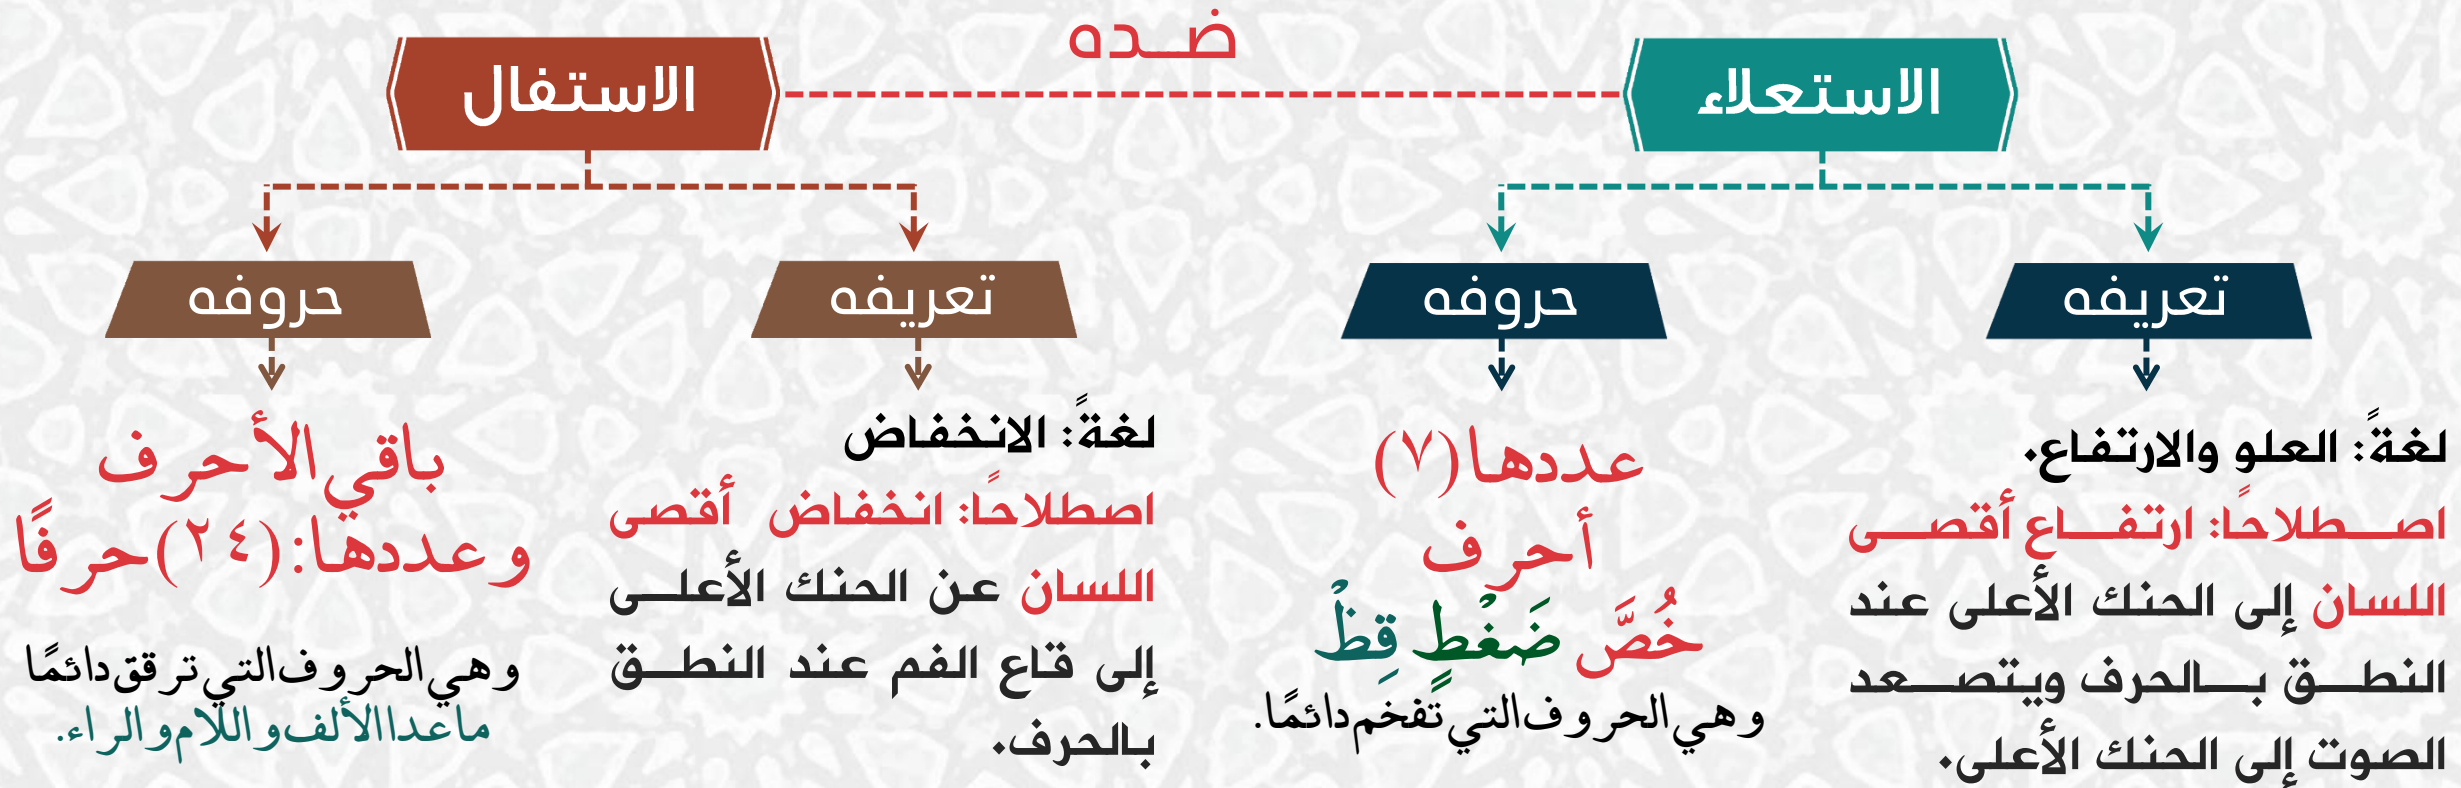 ضده
الاستعلاء
تعريفه
لغةً: العلو والارتفاع.
اصطلاحًا: ارتفاع أقصى
اللسان إلى الحنك الأعلى عند
النطق بالحرف ويتصعد
الصوت إلى الحنك الأعلى.
حروفه
عددها (٧)
أحرف
خُصَّ ضَغْطٍ قِظْ
وهي الحروف التي تفخم دائمًا.
الاستفال
تعريفه
لغةً: الانخفاض
اصطلاحًا: انخفاض أقصى
اللسان عن الحنك الأعلى
إلى قاع الفم عند النطق
بالحرف.
حروفه
باقي الأحرف
وعددها: (٢٤) حرفًا
وهي الحروف التي ترقق دائمًا
ماعدا الألف واللام والراء.